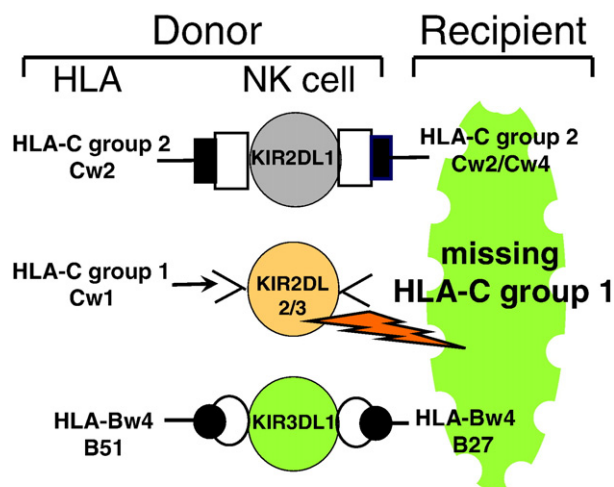 Donor
Recipient
HLA
NK cell
HLA-C group 2
Cw2
KIR2DL1
HLA-C group 2
Cw2/Cw4
HLA-C group 1
Cw1
KIR2DL
2/3
missing
HLA-C group 1
HLA-Bw4
B51
KIR3DL1
HLA-Bw4
B27